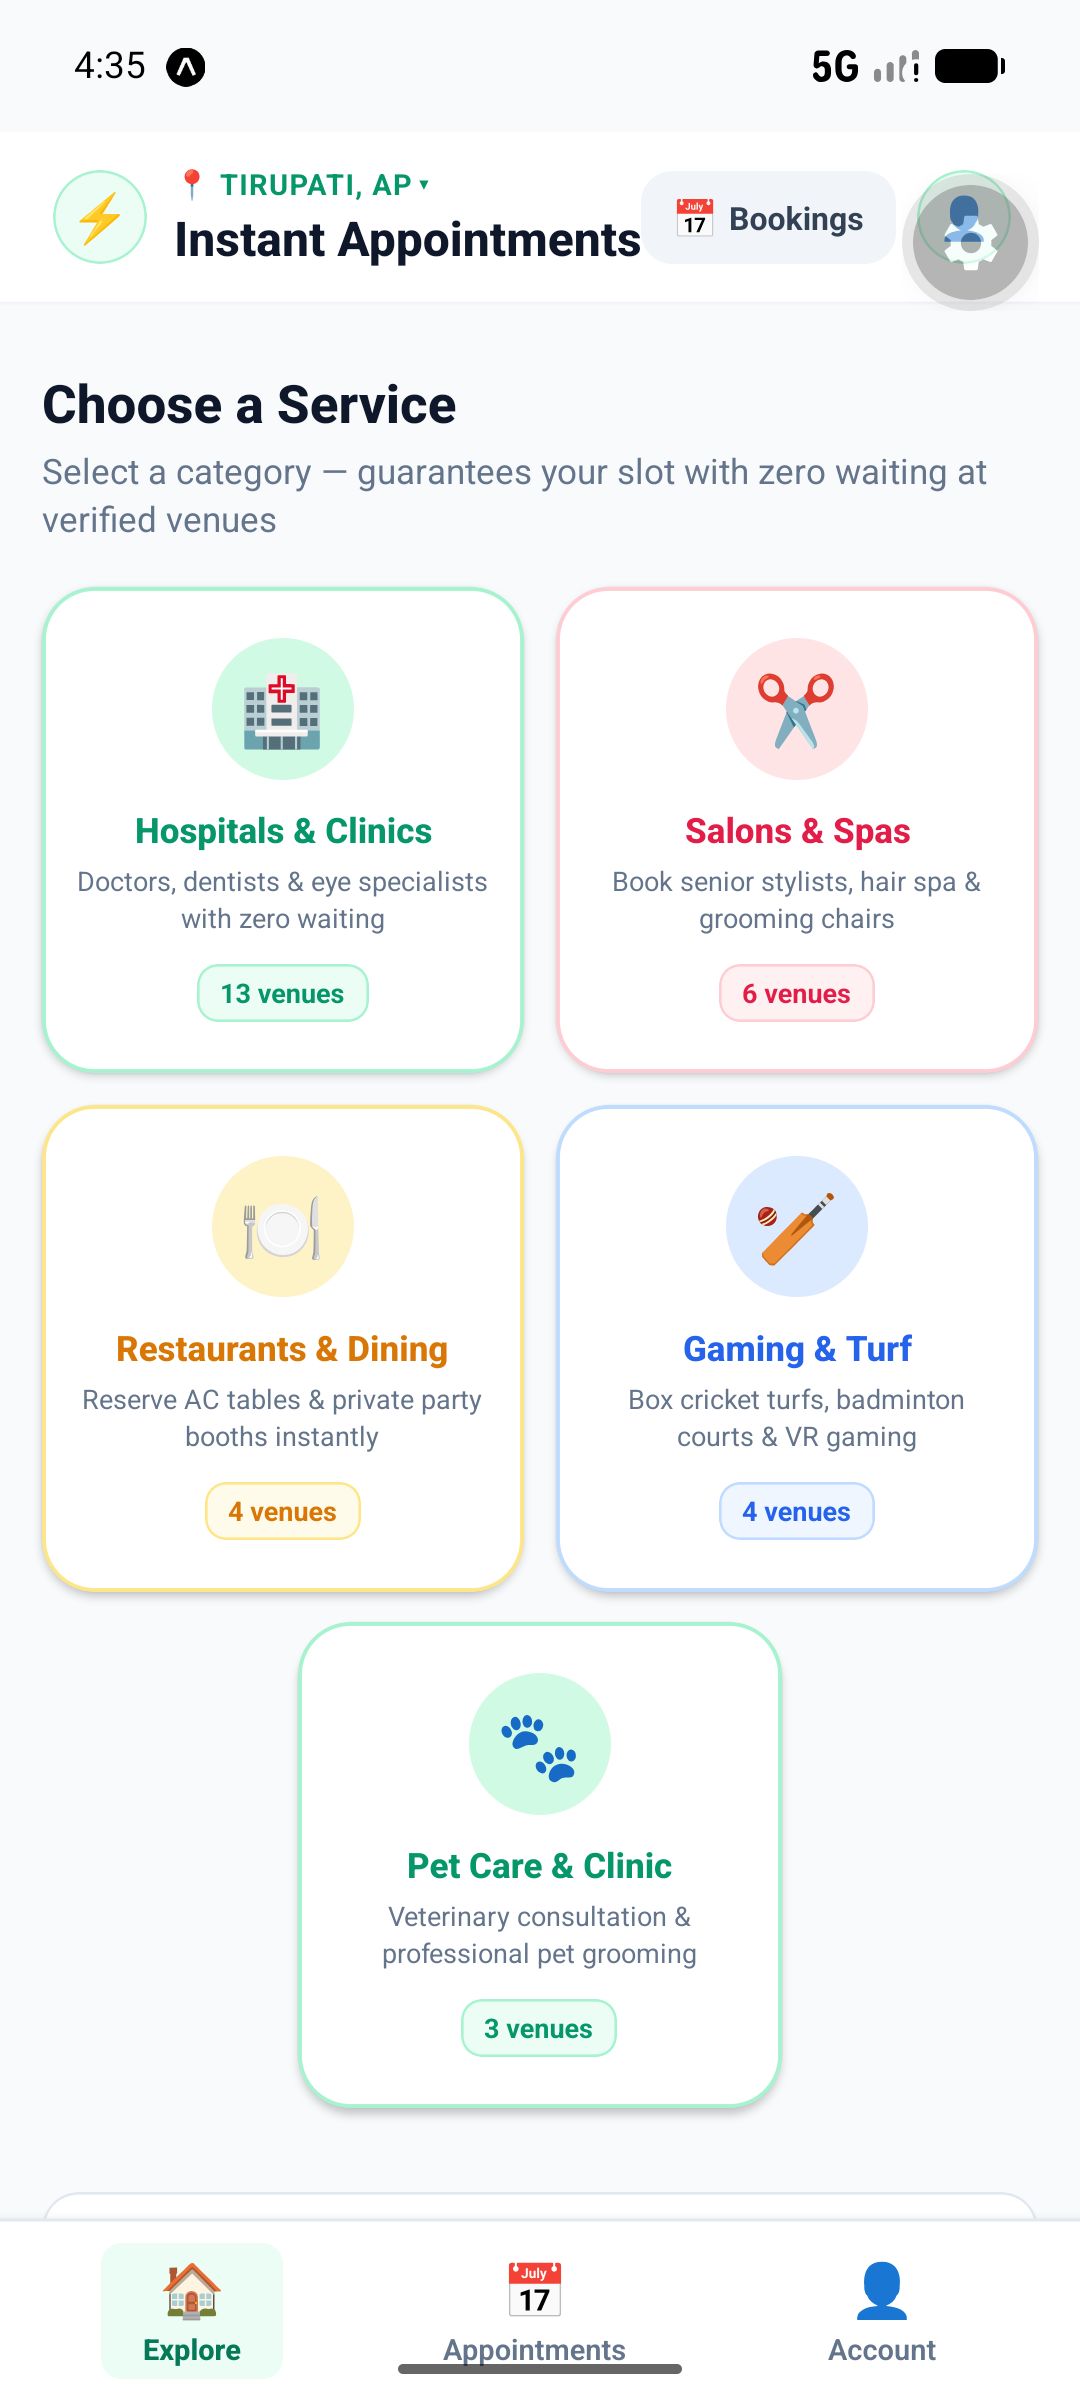 4:35
5G
TIRUPATI, AP
Instant Appointments
Bookings
Choose a Service
Select a category — guarantees your slot with zero waiting at
verified venues
Hospitals & Clinics
Doctors, dentists & eye specialists
with zero waiting
13 venues
Salons & Spas
Book senior stylists, hair spa &
grooming chairs
6 venues
Restaurants & Dining
Reserve AC tables & private party
booths instantly
4 venues
Gaming & Turf
Box cricket turfs, badminton
courts & VR gaming
4 venues
Pet Care & Clinic
Veterinary consultation &
professional pet grooming
3 venues
Explore
Appointments
Account